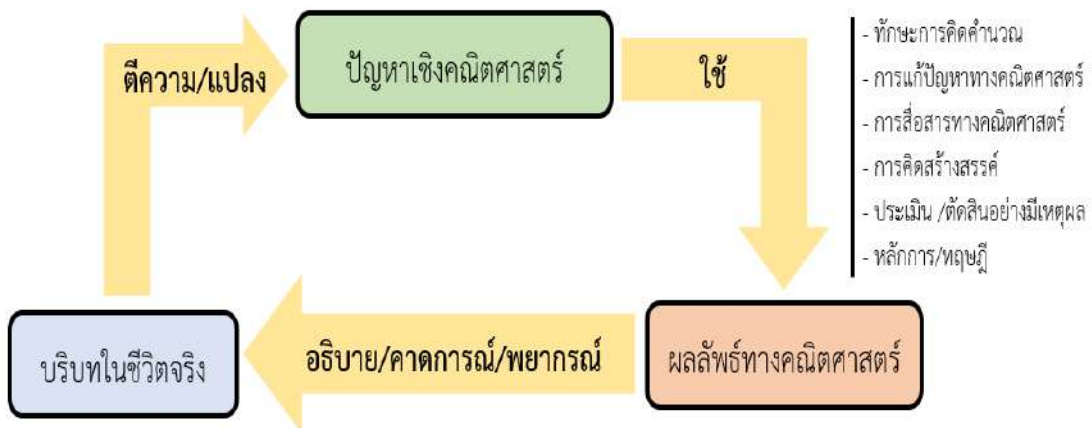 ตีความ/แปลง
ปัญหาเชิงคณิตศาสตร์
ใช้
- ทักษะการคิดคำนวณ
- การแก้ปัญหาทางคณิตศาสตร์
- การสื่อสารทางคณิตศาสตร์
- การคิดสร้างสรรค์
- ประเมิน /ตัดสินอย่างมีเหตุผล
- หลักการ/ทฤษฎี
บริบทในชีวิตจริง
อธิบาย/คาดการณ์/พยากรณ์
ผลลัพธ์ทางคณิตศาสตร์